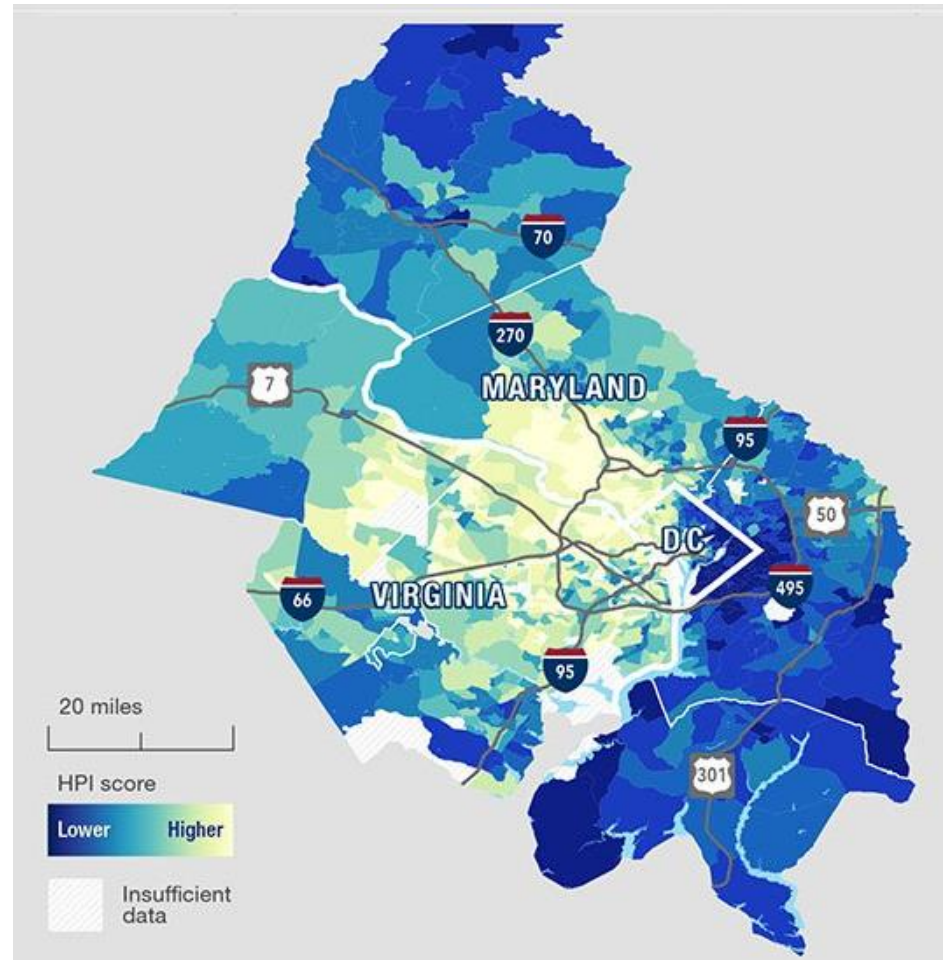 70
270
7
MARYLAND
95
50
DC
495
66
VIRGINIA
95
20 miles
301
HPI score
Lower
Higher
Insufficient
data